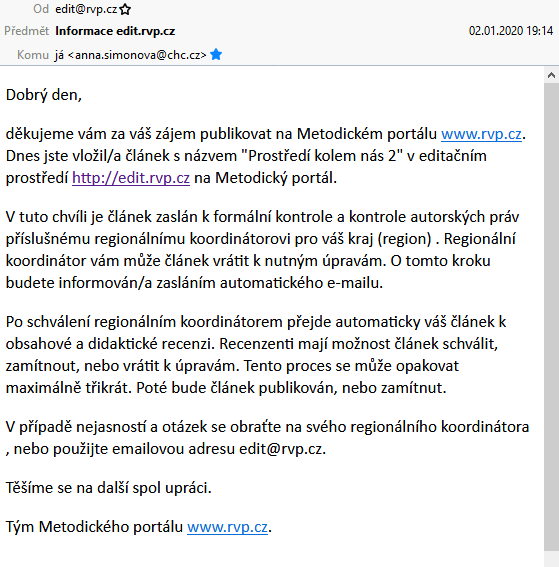 Od edit@rvp.cz
Předmět Informace edit.rvp.cz 02.01.2020 19:14
Komu já <anna.simonova@chc.cz>
Dobrý den,
děkujeme vám za váš zájem publikovat na Metodickém portálu www.rvp.cz.
Dnes jste vložil/a článek s názvem "Prostředí kolem nás 2" v editačním
prostředí http://edit.rvp.cz na Metodický portál.
V tuto chvíli je článek zaslán k formální kontrole a kontrole autorských práv
příslušnému regionálnímu koordinátorovi pro váš kraj (region) . Regionální
koordinátor vám může článek vrátit k nutným úpravám. O tomto kroku
budete informován/a zasláním automatického e-mailu.
Po schválení regionálním koordinátorem přejde automaticky váš článek k
obsahové a didaktické recenzi. Recenzenti mají možnost článek schválit,
zamítnout, nebo vrátit k úpravám. Tento proces se může opakovat
maximálně třikrát. Poté bude článek publikován, nebo zamítnut.
V případě nejasností a otázek se obraťte na svého regionálního koordinátora
, nebo použijte emailovou adresu edit@rvp.cz.
Těšíme se na další spol upráci.
Tým Metodického portálu www.rvp.cz.